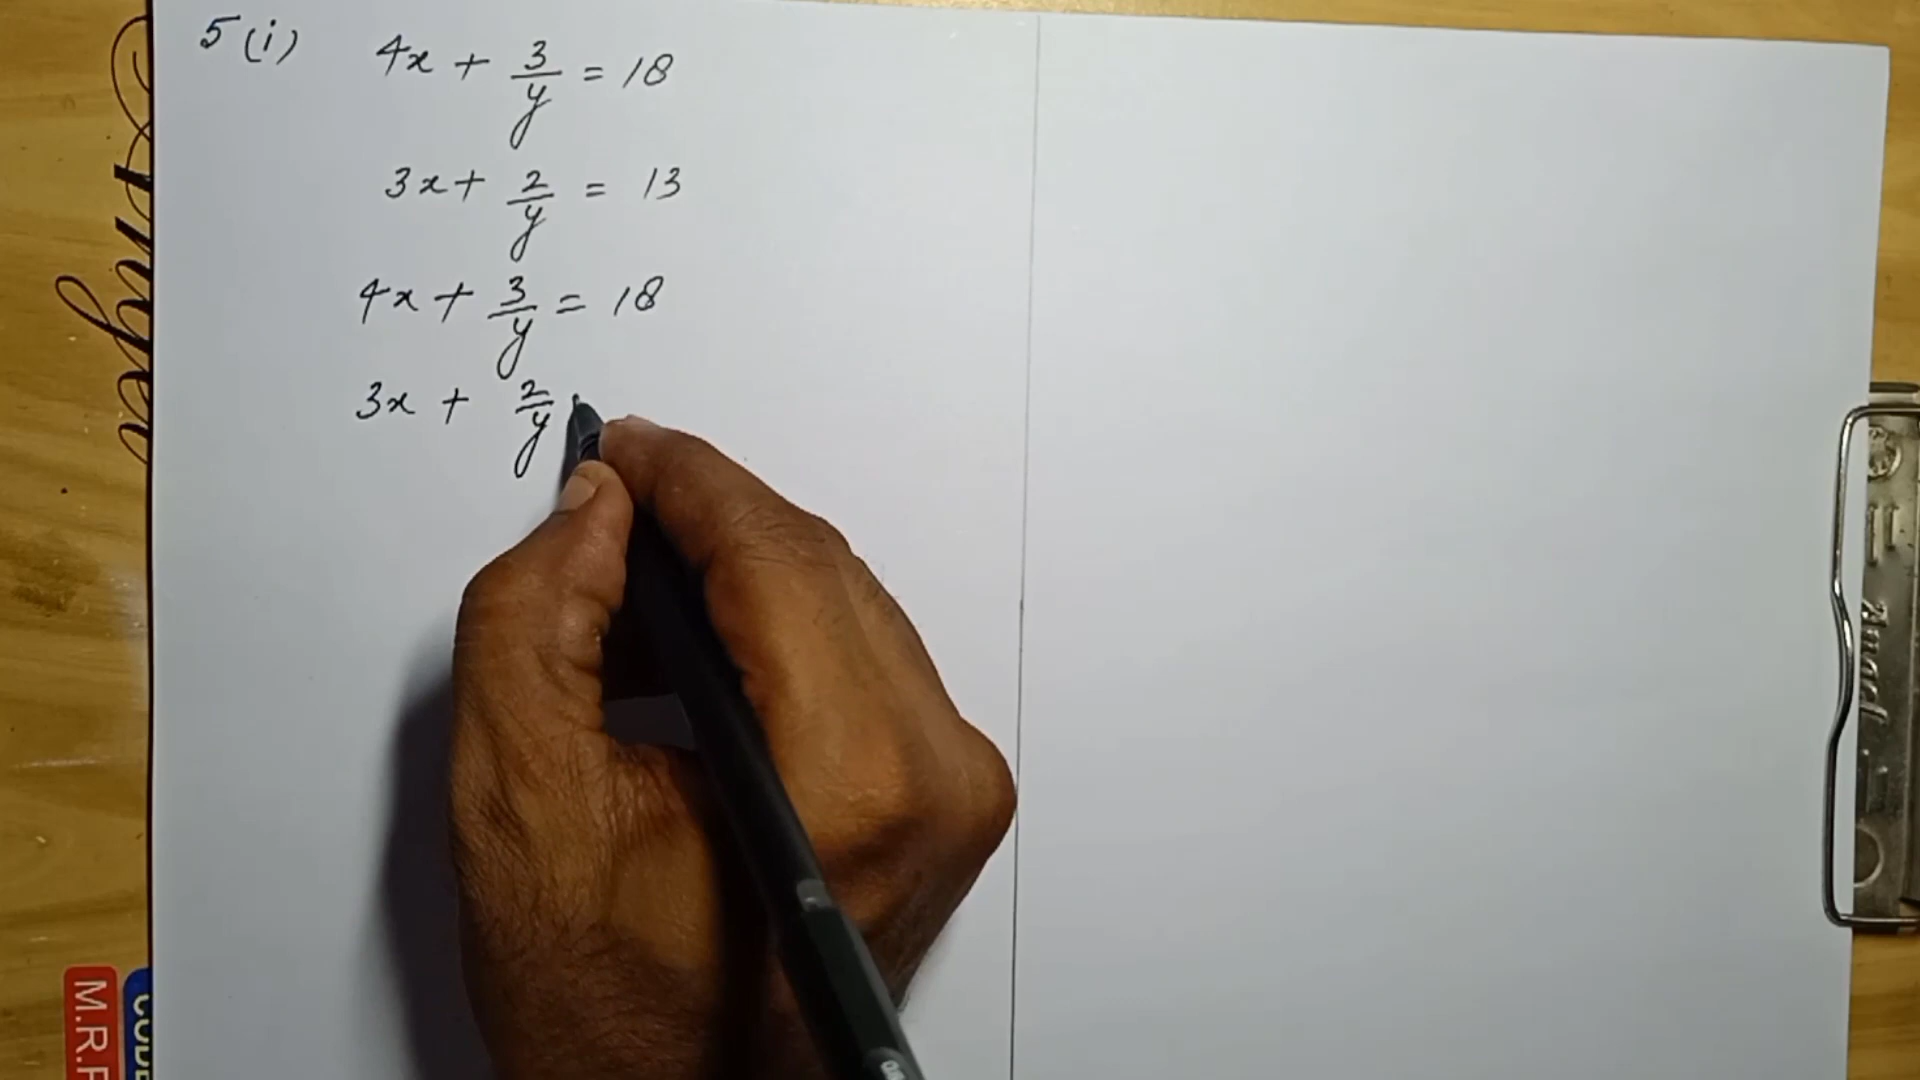 5(i) 4x + 3/y = 18
3x + 2/y = 13
4x + 3/y = 18
3x + 2/y
M.R.P